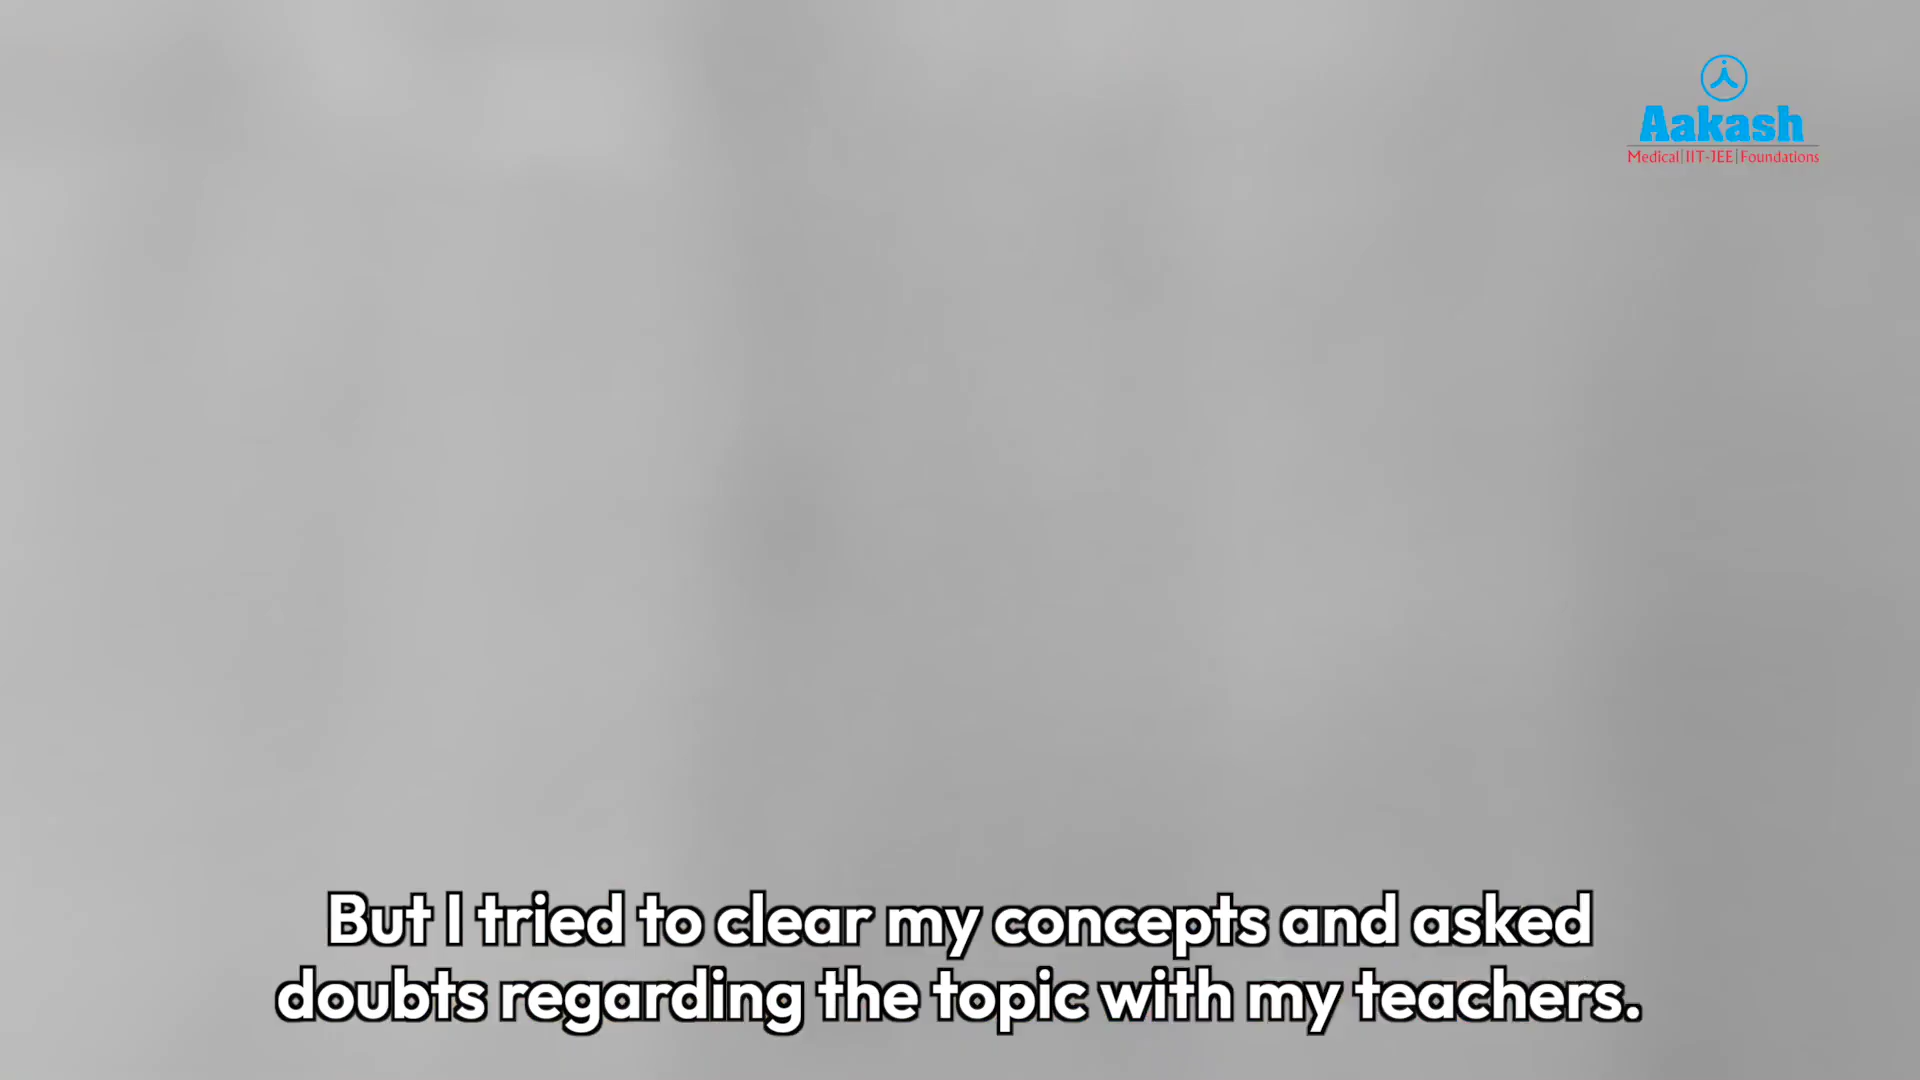 Aakash
Medical|IIT-JEE|Foundations
But I tried to clear my concepts and asked
doubts regarding the topic with my teachers.